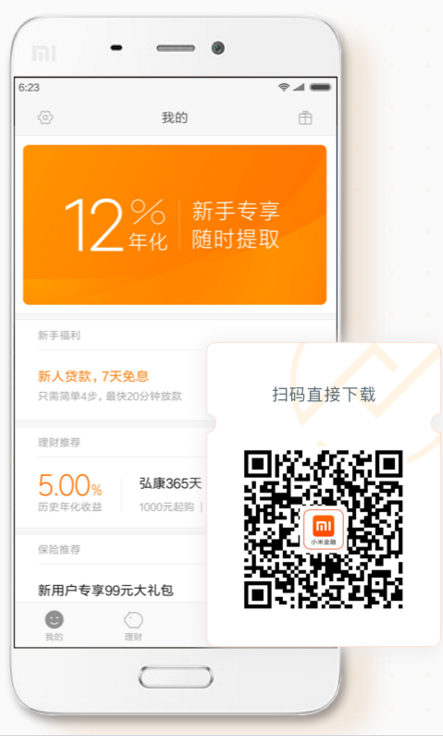 mi
6:23
我的
12%
年化
新手专享
随时提取
新手福利
新人贷款，7天免息
只需简单4步，最快20分钟放款
理财推荐
5.00%
历史年化收益
弘康365天
1000元起购
保险推荐
新用户专享99元大礼包
我的
理财
扫码直接下载
mi
小米金融